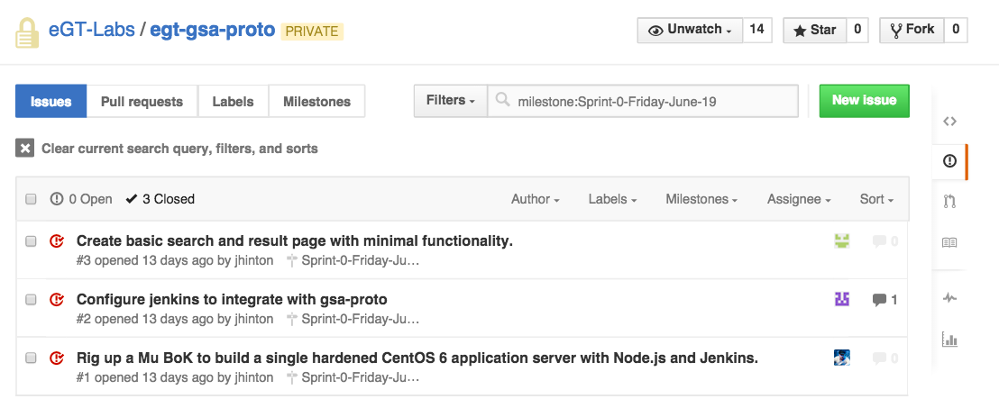 eGT-Labs / egt-gsa-proto PRIVATE
Unwatch 14 Star 0 Fork 0
Issues Pull requests Labels Milestones Filters milestone:Sprint-0-Friday-June-19 New issue
Clear current search query, filters, and sorts
0 Open 3 Closed Author Labels Milestones Assignee Sort
Create basic search and result page with minimal functionality. 0
#3 opened 13 days ago by jhinton Sprint-0-Friday-Ju…
Configure jenkins to integrate with gsa-proto 1
#2 opened 13 days ago by jhinton Sprint-0-Friday-Ju…
Rig up a Mu BoK to build a single hardened CentOS 6 application server with Node.js and Jenkins. 0
#1 opened 13 days ago by jhinton Sprint-0-Friday-Ju…